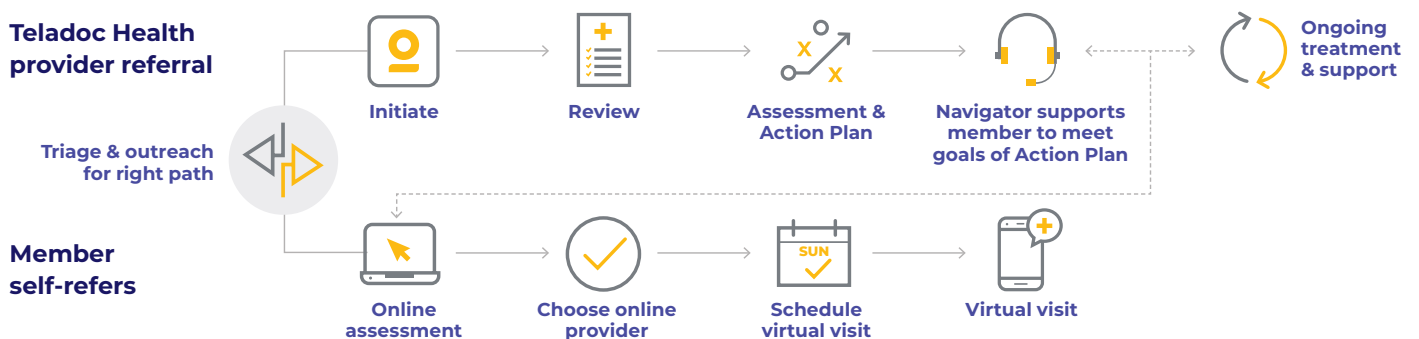 Teladoc Health
provider referral
Initiate
Review
Assessment &
Action Plan
Navigator supports
member to meet
goals of Action Plan
Ongoing
treatment
& support
Triage & outreach
for right path
Member
self-refers
Online
assessment
Choose online
provider
SUN
Schedule
virtual visit
Virtual visit